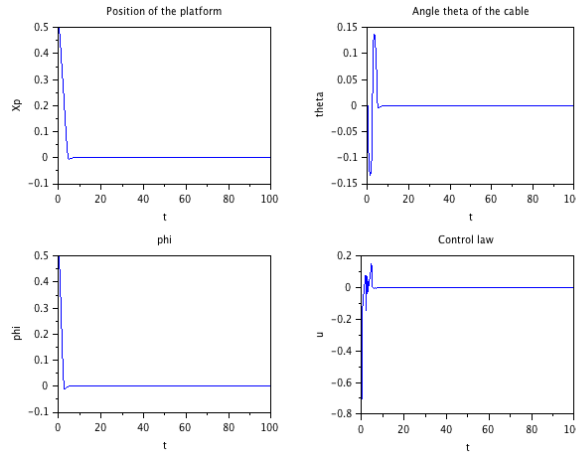 Position of the platform
0.5
0.4
0.3
0.2
0.1
0
−0.1
Xp
0 20 40 60 80 100
t
Angle theta of the cable
0.15
0.1
0.05
0
−0.05
−0.1
−0.15
theta
0 20 40 60 80 100
t
phi
0.5
0.4
0.3
0.2
0.1
0
−0.1
phi
0 20 40 60 80 100
t
Control law
0.2
0
−0.2
−0.4
−0.6
−0.8
u
0 20 40 60 80 100
t